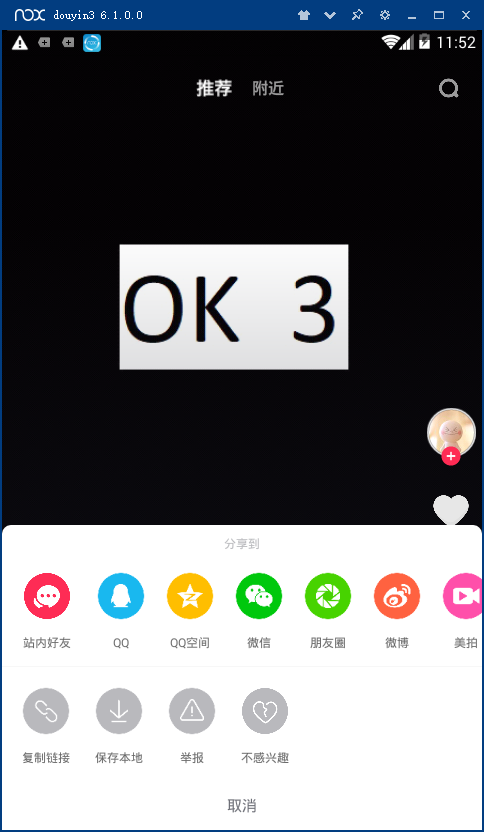 nox douyin3 6.1.0.0
11:52
推荐 附近
OK 3
分享到
站内好友 QQ QQ空间 微信 朋友圈 微博 美拍
复制链接 保存本地 举报 不感兴趣
取消